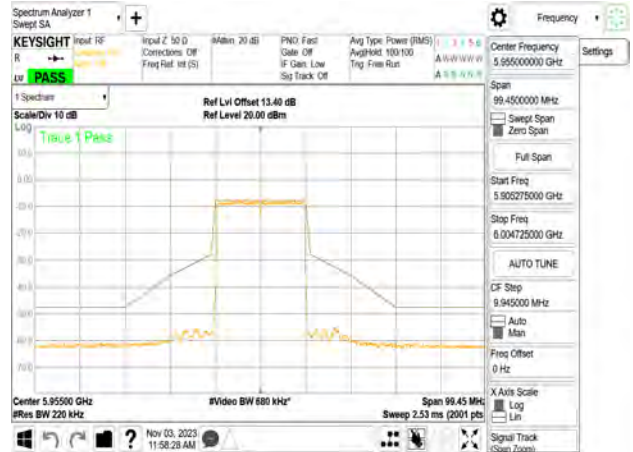 Spectrum Analyzer 1
Swept SA
+
Frequency
KEYSIGHT
Input: RF
R
PASS
Input Z: 50 Ω
Corrections: Off
Freq Ref: Int (S)
#Atten: 20 dB
PNO: Fast
Gate: Off
IF Gain: Low
Sig Track: Off
Avg Type: Power (RMS)
Avg|Hold: 100/100
Trig: Free Run
Center Frequency
5.955000000 GHz
Settings
Span
99.4500000 MHz
Swept Span
Zero Span
Full Span
Start Freq
5.905275000 GHz
Stop Freq
6.004725000 GHz
AUTO TUNE
CF Step
9.945000 MHz
Auto
Man
Freq Offset
0 Hz
X Axis Scale
Log
Lin
Signal Track
(Span Zoom)
1 Spectrum
Scale/Div 10 dB
Ref Lvl Offset 13.40 dB
Ref Level 20.00 dBm
Log
Trace 1 Pass
Center 5.95500 GHz
#Res BW 220 kHz
#Video BW 680 kHz*
Span 99.45 MHz
Sweep 2.53 ms (2001 pts
?
Nov 03, 2023
11:58:28 AM